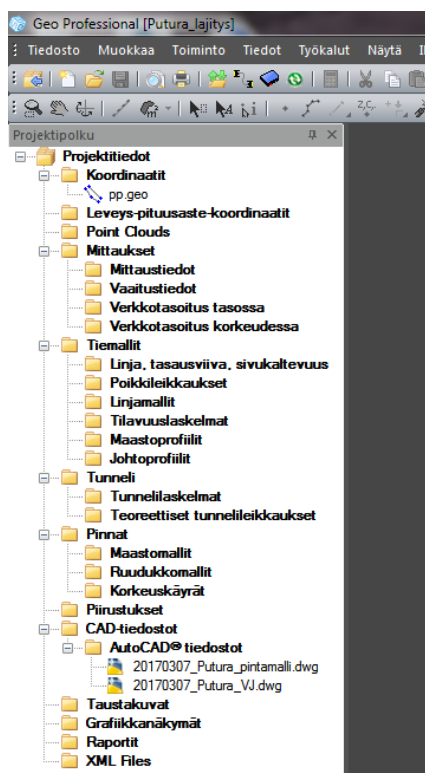 Geo Professional [Putura_lajitys]
Tiedosto Muokkaa Toiminto Tiedot Työkalut Näytä
Projektipolku
Projektitiedot
Koordinaatit
pp.geo
Leveys-pituusaste-koordinaatit
Point Clouds
Mittaukset
Mittaustiedot
Vaaitustiedot
Verkkotasoitus tasossa
Verkkotasoitus korkeudessa
Tiemallit
Linja, tasausviiva, sivukaltevuus
Poikkileikkaukset
Linjamallit
Tilavuuslaskelmat
Maastoprofiilit
Johtoprofiilit
Tunneli
Tunnelilaskelmat
Teoreettiset tunnelileikkaukset
Pinnat
Maastomallit
Ruudukkomallit
Korkeuskäyrät
Piirustukset
CAD-tiedostot
AutoCAD® tiedostot
20170307_Putura_pintamalli.dwg
20170307_Putura_VJ.dwg
Taustakuvat
Grafiikkanäkymät
Raportit
XML Files